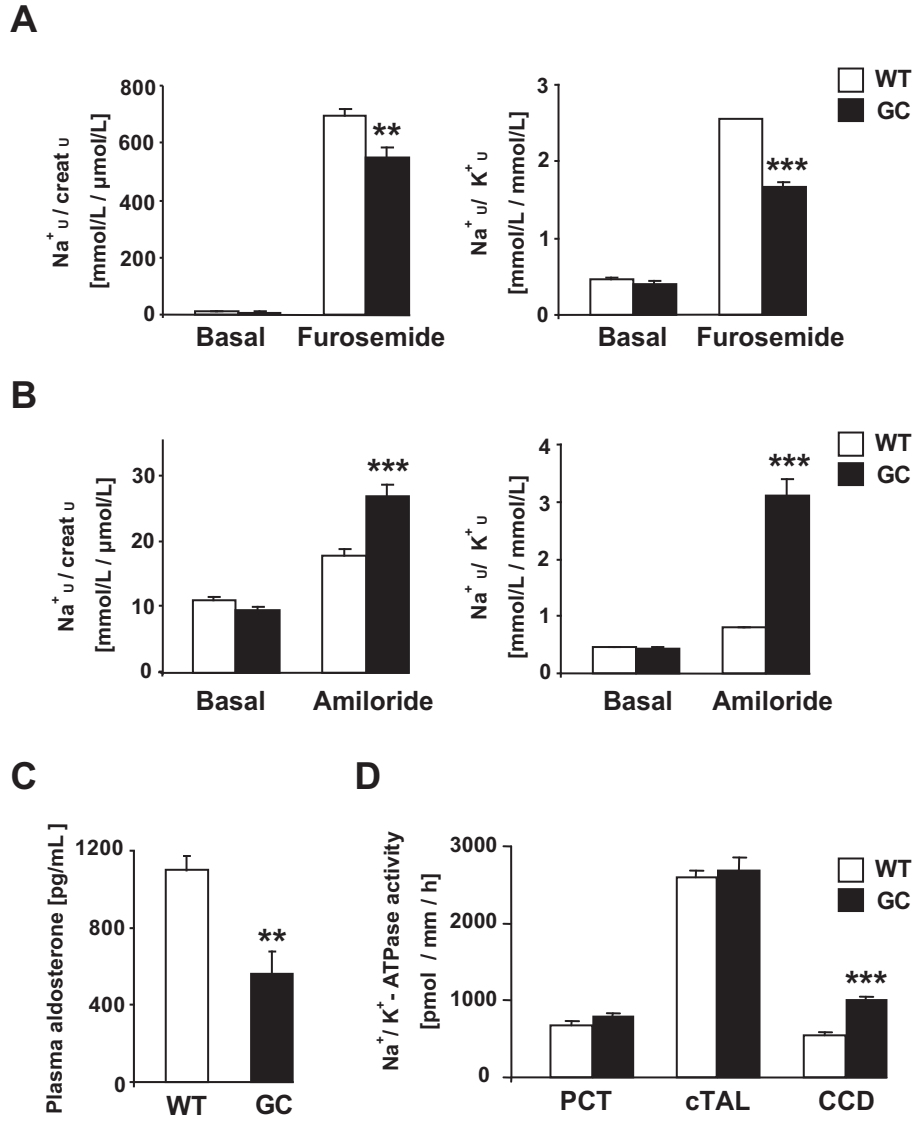 A
Na⁺ U / creat U
[mmol/L / µmol/L]
800
600
400
200
0
**
Basal Furosemide
Na⁺ U / K⁺ U
[mmol/L / mmol/L]
3
2
1
0
***
Basal Furosemide
WT
GC
B
Na⁺ U / creat U
[mmol/L / µmol/L]
30
20
10
0
***
Basal Amiloride
Na⁺ U / K⁺ U
[mmol/L / mmol/L]
4
3
2
1
0
***
Basal Amiloride
WT
GC
C
Plasma aldosterone [pg/mL ]
1200
800
400
0
**
WT GC
D
Na⁺/ K⁺- ATPase activity
[pmol / mm / h]
3000
2000
1000
0
***
PCT cTAL CCD
WT
GC